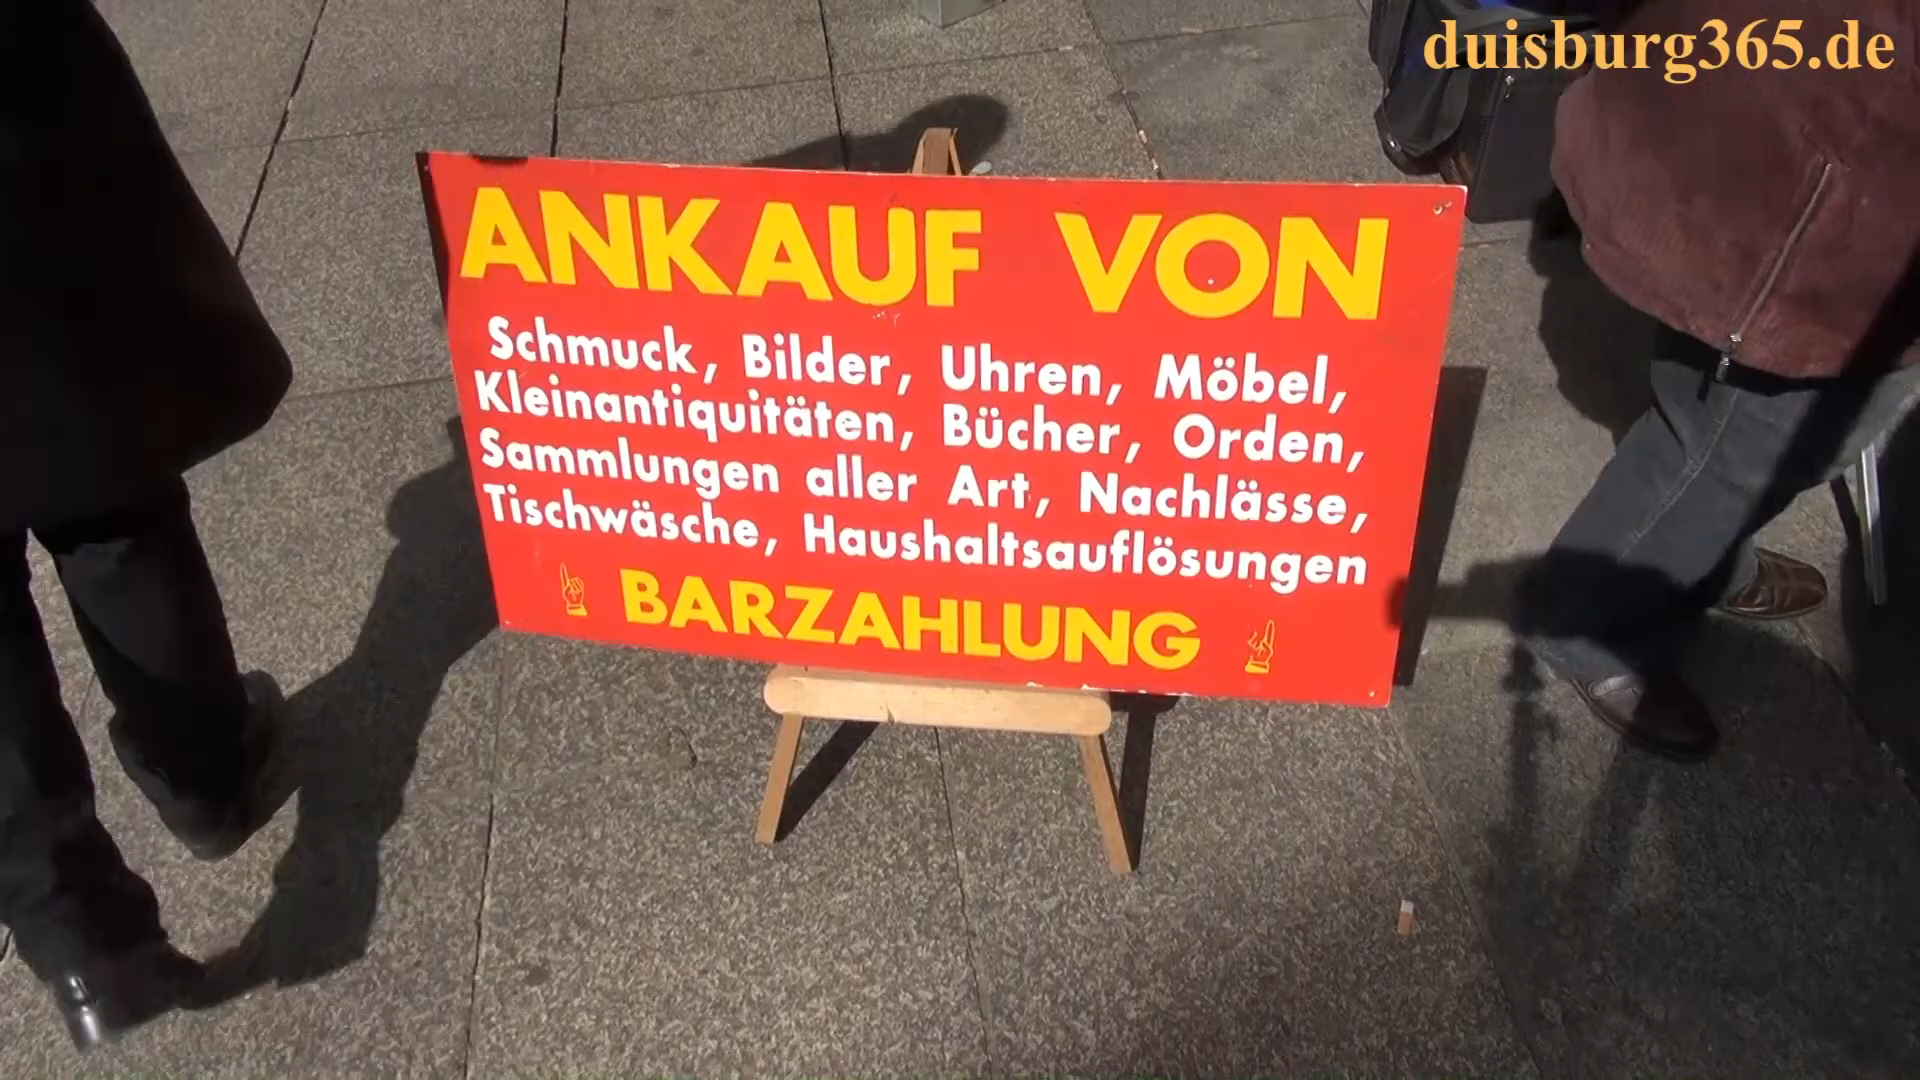 duisburg365.de
ANKAUF VON
Schmuck, Bilder, Uhren, Möbel,
Kleinantiquitäten, Bücher, Orden,
Sammlungen aller Art, Nachlässe,
Tischwäsche, Haushaltsauflösungen
BARZAHLUNG